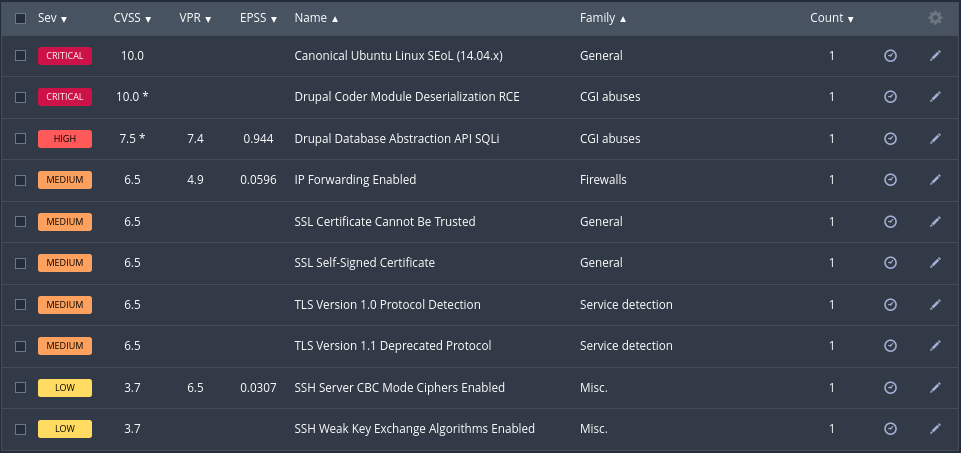 Sev ▼ CVSS ▼ VPR ▼ EPSS ▼ Name ▲ Family ▲ Count ▼
CRITICAL 10.0 Canonical Ubuntu Linux SEoL (14.04.x) General 1
CRITICAL 10.0 * Drupal Coder Module Deserialization RCE CGI abuses 1
HIGH 7.5 * 7.4 0.944 Drupal Database Abstraction API SQLi CGI abuses 1
MEDIUM 6.5 4.9 0.0596 IP Forwarding Enabled Firewalls 1
MEDIUM 6.5 SSL Certificate Cannot Be Trusted General 1
MEDIUM 6.5 SSL Self-Signed Certificate General 1
MEDIUM 6.5 TLS Version 1.0 Protocol Detection Service detection 1
MEDIUM 6.5 TLS Version 1.1 Deprecated Protocol Service detection 1
LOW 3.7 6.5 0.0307 SSH Server CBC Mode Ciphers Enabled Misc. 1
LOW 3.7 SSH Weak Key Exchange Algorithms Enabled Misc. 1